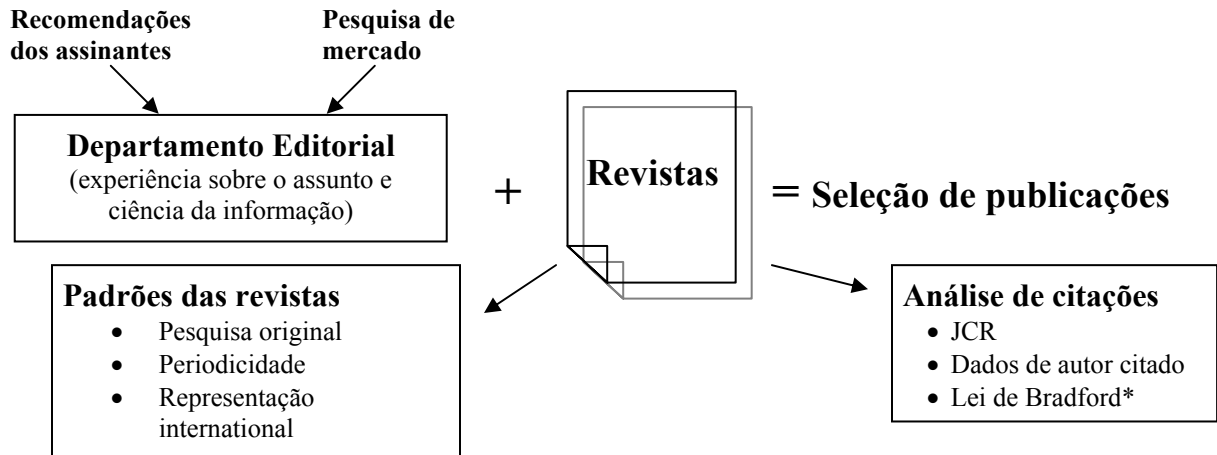 Recomendações
dos assinantes
Pesquisa de
mercado
Departamento Editorial
(experiência sobre o assunto e
ciência da informação)
+
Revistas
= Seleção de publicações
Padrões das revistas
• Pesquisa original
• Periodicidade
• Representação
international
Análise de citações
• JCR
• Dados de autor citado
• Lei de Bradford*